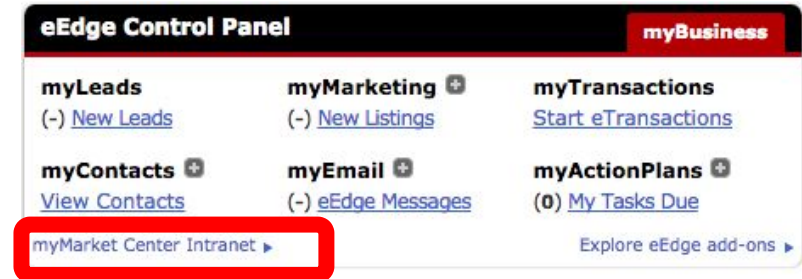 eEdge Control Panel myBusiness
myLeads myMarketing myTransactions
(-) New Leads (-) New Listings Start eTransactions
myContacts myEmail myActionPlans
View Contacts (-) eEdge Messages (0) My Tasks Due
myMarket Center Intranet Explore eEdge add-ons